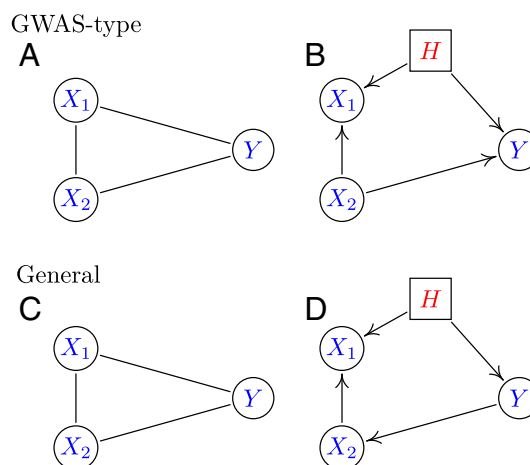 GWAS-type
A B
H
X1 X1
Y Y
X2 X2
General
C D
H
X1 X1
Y Y
X2 X2